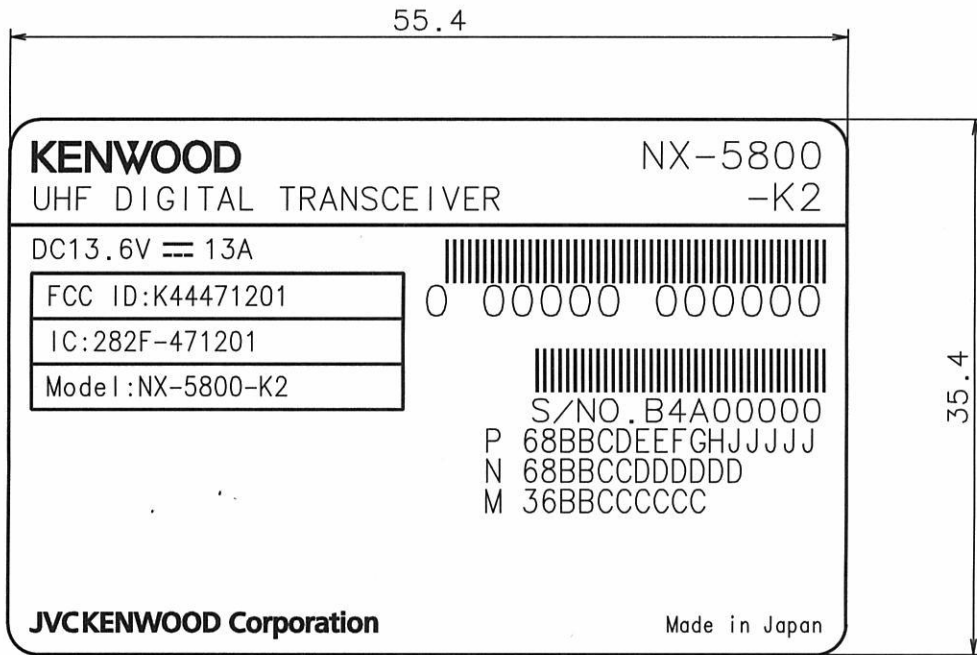 55.4
KENWOOD
NX-5800
UHF DIGITAL TRANSCEIVER
-K2
DC13.6V ⎓ 13A
FCC ID:K44471201
0 00000 000000
IC:282F-471201
Model:NX-5800-K2
S/NO.B4A00000
P 68BBCDEEFGHJJJJJ
N 68BBCCDDDDDD
M 36BBCCCCCC
35.4
JVCKENWOOD Corporation
Made in Japan